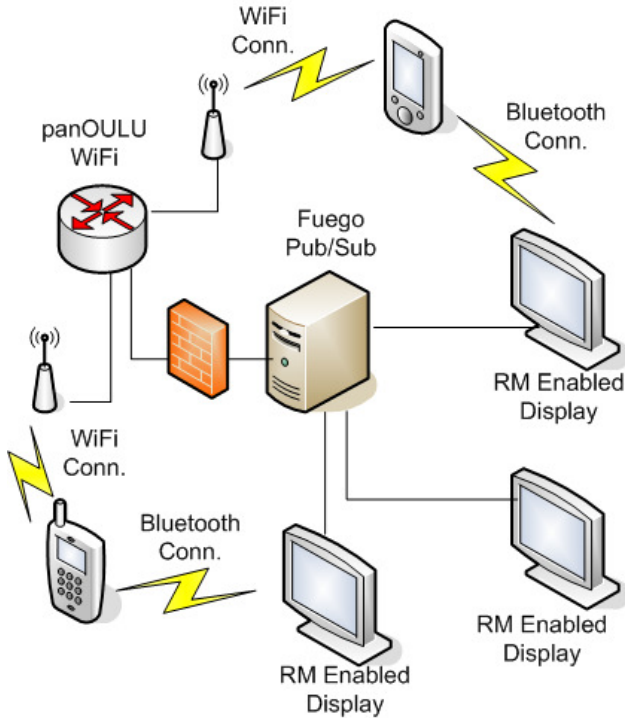 WiFi
Conn.
Bluetooth
Conn.
panOULU
WiFi
Fuego
Pub/Sub
RM Enabled
Display
WiFi
Conn.
Bluetooth
Conn.
RM Enabled
Display
RM Enabled
Display